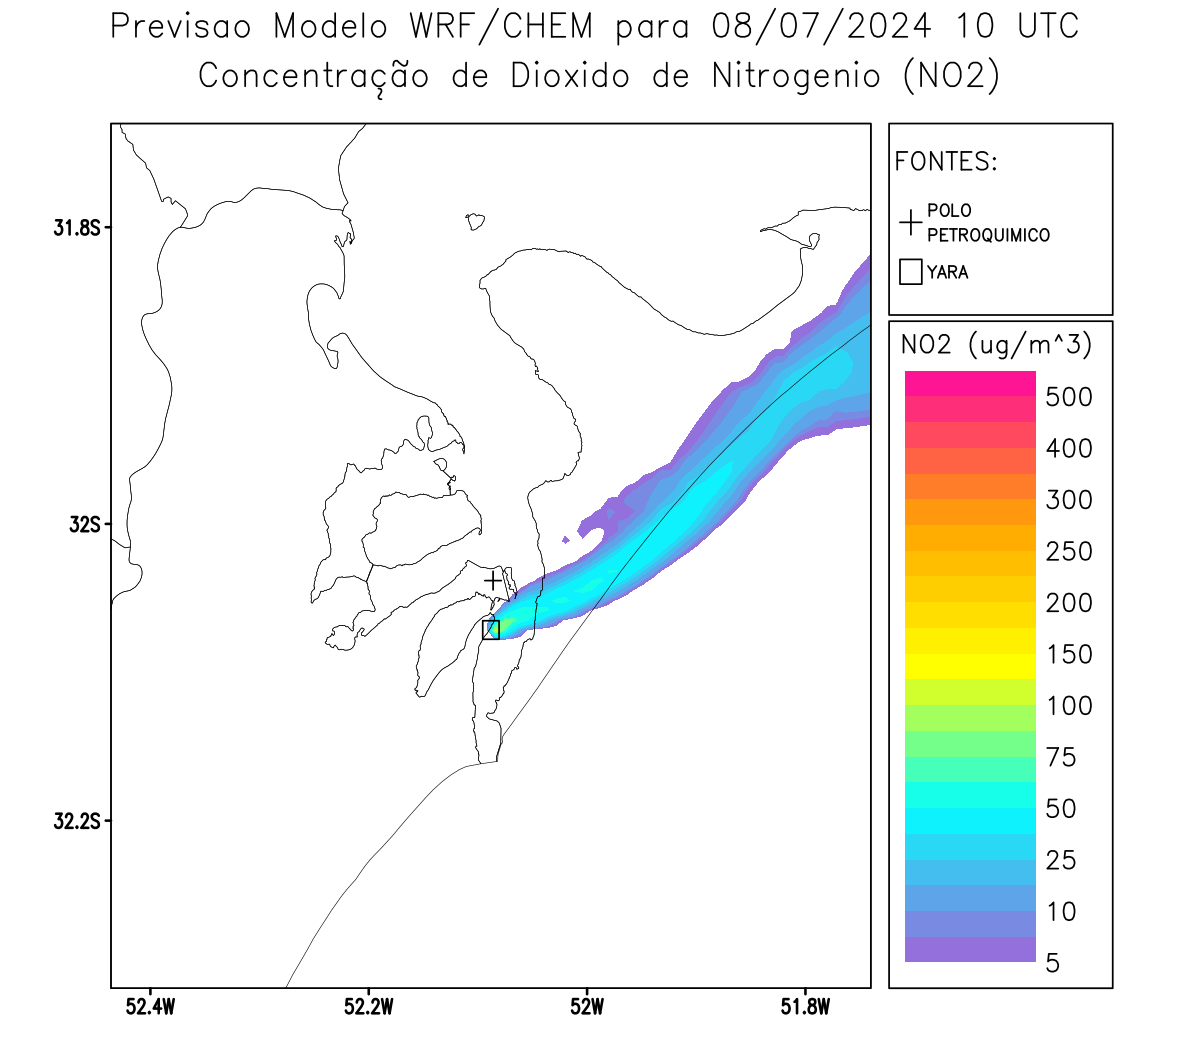 Previsao Modelo WRF/CHEM para 08/07/2024 10 UTC
Concentração de Dioxido de Nitrogenio (NO2)
FONTES:
POLO
PETROQUIMICO
YARA
NO2 (ug/m^3)
500
400
300
250
200
150
100
75
50
25
10
5
31.8S
32S
32.2S
52.4W
52.2W
52W
51.8W